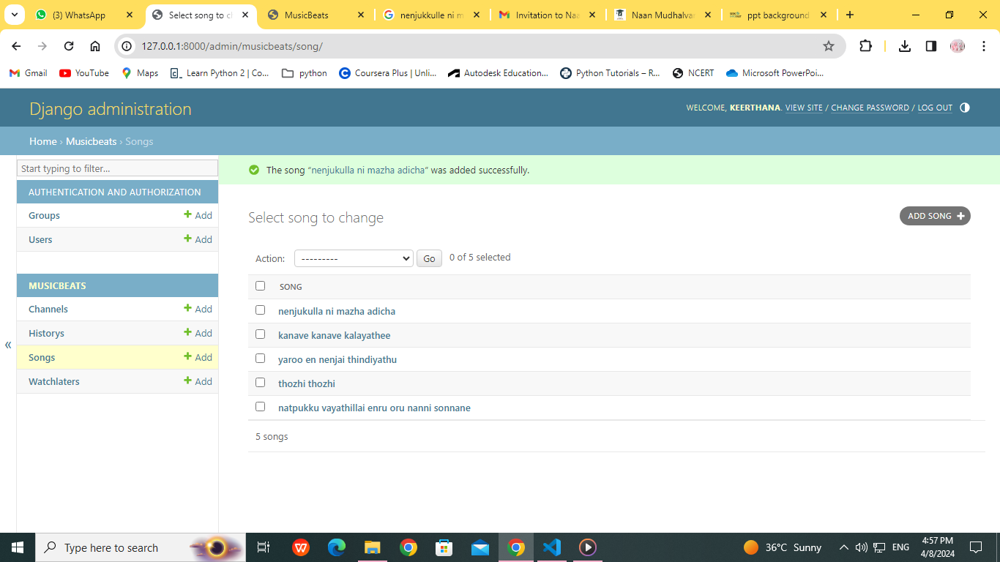 (3) WhatsApp
Select song to ch
MusicBeats
nenjukkulle ni m
Invitation to Naa
Naan Mudhalva
ppt background
127.0.0.1:8000/admin/musicbeats/song/
Gmail
YouTube
Maps
Learn Python 2 | Co...
python
Coursera Plus | Unli...
Autodesk Education...
Python Tutorials – R...
NCERT
Microsoft PowerPoi...
Django administration
WELCOME, KEERTHANA. VIEW SITE / CHANGE PASSWORD / LOG OUT
Home › Musicbeats › Songs
Start typing to filter...
AUTHENTICATION AND AUTHORIZATION
Groups + Add
Users + Add
MUSICBEATS
Channels + Add
Historys + Add
Songs + Add
Watchlaters + Add
«
The song “nenjukulla ni mazha adicha” was added successfully.
Select song to change
ADD SONG +
Action: --------- Go 0 of 5 selected
SONG
nenjukulla ni mazha adicha
kanave kanave kalayathee
yaroo en nenjai thindiyathu
thozhi thozhi
natpukku vayathillai enru oru nanni sonnane
5 songs
Type here to search
36°C Sunny
ENG
4:57 PM
4/8/2024